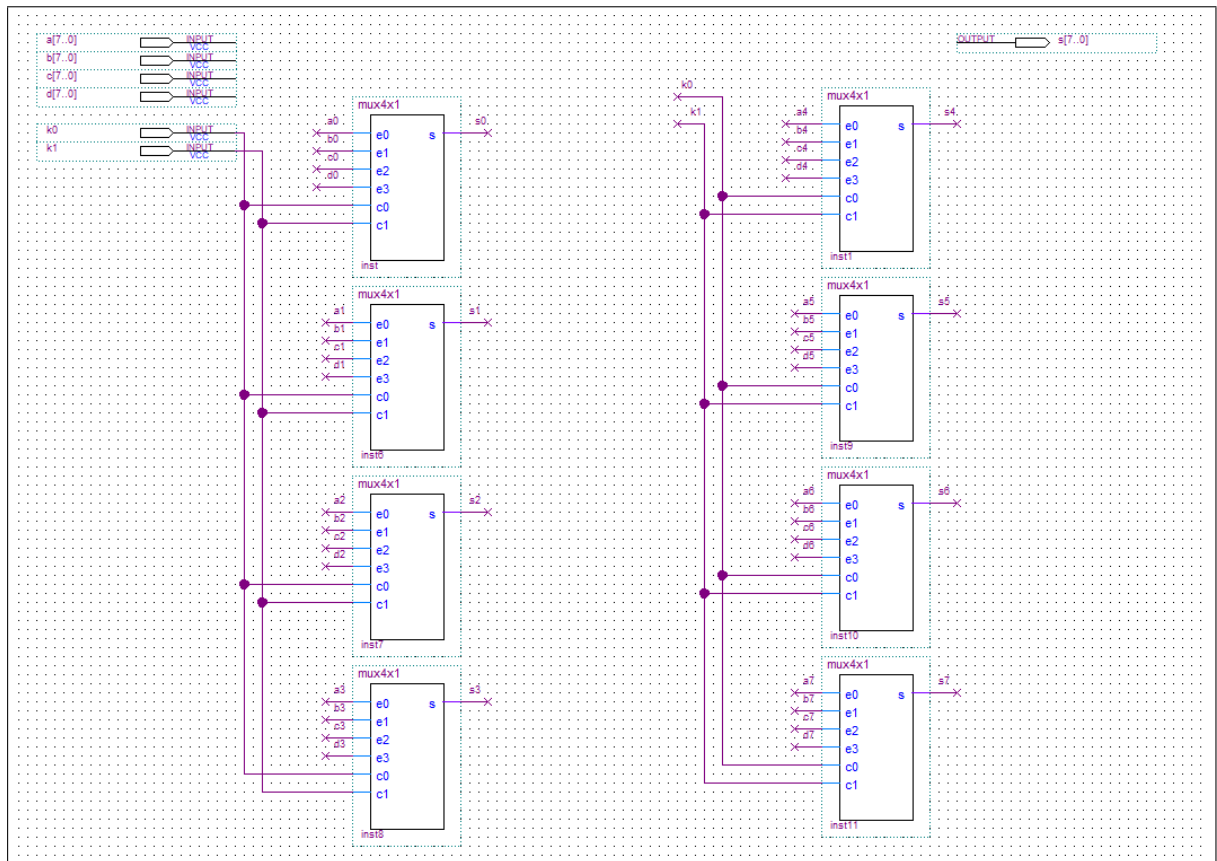 a[7..0] INPUT VCC
b[7..0] INPUT VCC
c[7..0] INPUT VCC
d[7..0] INPUT VCC
k0 INPUT VCC
k1 INPUT VCC
OUTPUT s[7..0]
mux4x1
a0 e0 s s0
b0 e1
c0 e2
d0 e3
c0
c1
inst
mux4x1
a1 e0 s s1
b1 e1
c1 e2
d1 e3
c0
c1
inst6
mux4x1
a2 e0 s s2
b2 e1
c2 e2
d2 e3
c0
c1
inst7
mux4x1
a3 e0 s s3
b3 e1
c3 e2
d3 e3
c0
c1
inst8
k0
k1
mux4x1
a4 e0 s s4
b4 e1
c4 e2
d4 e3
c0
c1
inst1
mux4x1
a5 e0 s s5
b5 e1
c5 e2
d5 e3
c0
c1
inst9
mux4x1
a6 e0 s s6
b6 e1
c6 e2
d6 e3
c0
c1
inst10
mux4x1
a7 e0 s s7
b7 e1
c7 e2
d7 e3
c0
c1
inst11